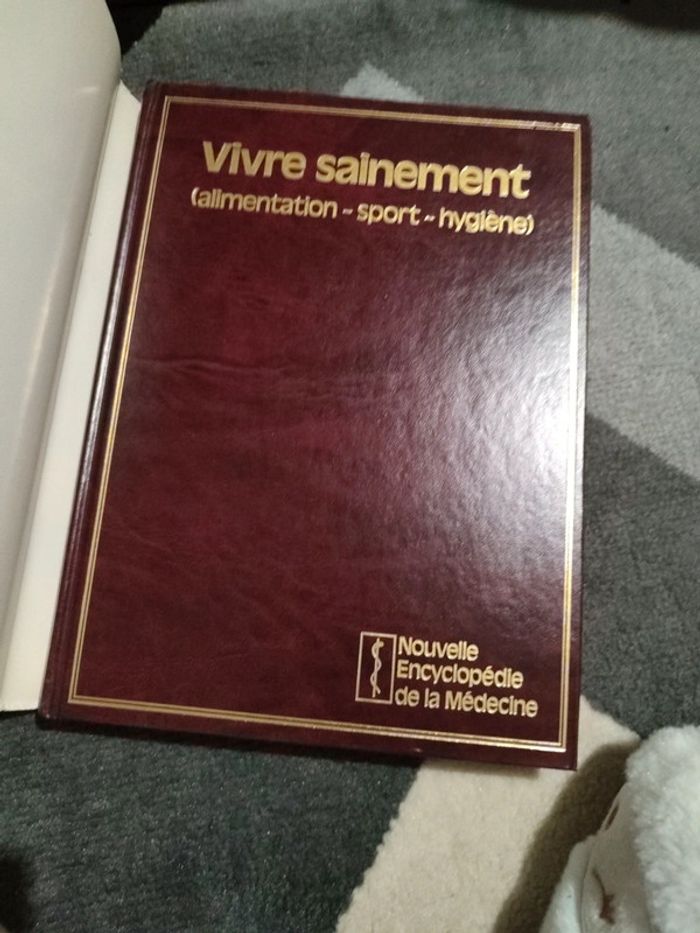 Vivre sainement
(alimentation - sport - hygiène)
Nouvelle
Encyclopédie
de la Médecine